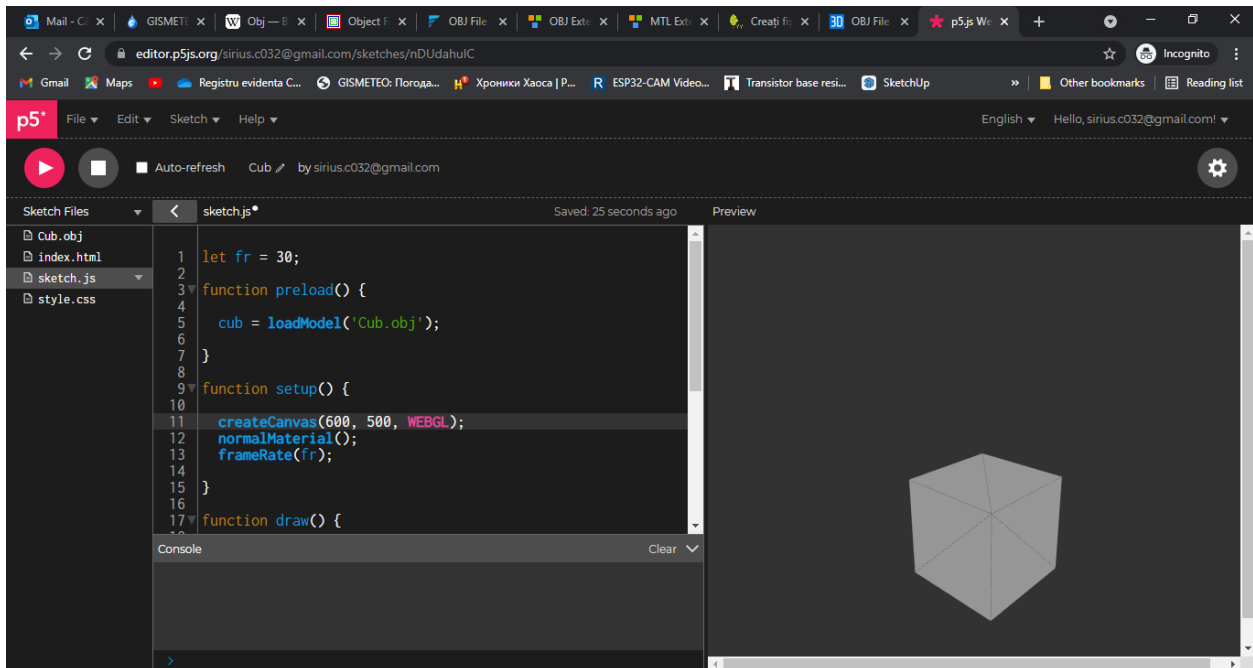 Mail - Ca
GISMETE
W Obj — В
Object Fi
OBJ File
OBJ Exte
MTL Exte
Creați fiș
3D OBJ File
p5.js We
editor.p5js.org/sirius.c032@gmail.com/sketches/nDUdahulC
Incognito
Gmail
Maps
Registru evidenta C...
GISMETEO: Погода...
Хроники Хаоса | Р...
R ESP32-CAM Video...
Transistor base resi...
SketchUp
»
Other bookmarks
Reading list
p5*
File
Edit
Sketch
Help
English
Hello, sirius.c032@gmail.com!
Auto-refresh
Cub
by sirius.c032@gmail.com
Sketch Files
sketch.js
Saved: 25 seconds ago
Preview
Cub.obj
index.html
sketch.js
style.css
1 let fr = 30;
2
3 function preload() {
4
5 cub = loadModel('Cub.obj');
6
7 }
8
9 function setup() {
10
11 createCanvas(600, 500, WEBGL);
12 normalMaterial();
13 frameRate(fr);
14
15 }
16
17 function draw() {
Console
Clear
>